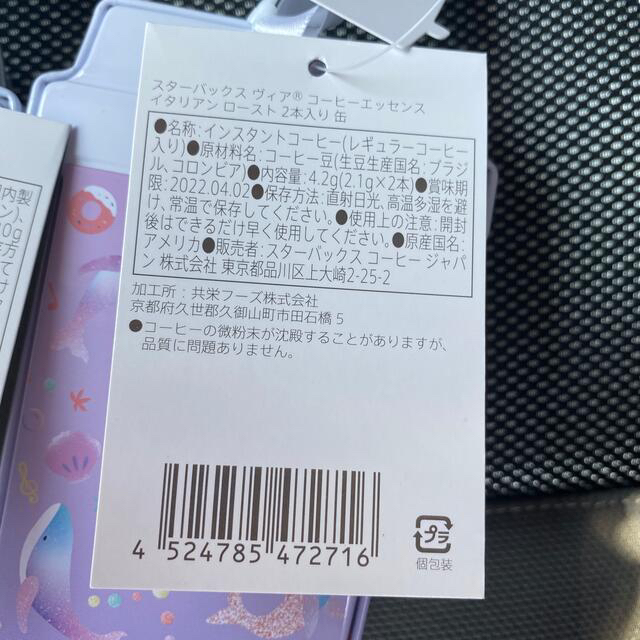 スターバックス ヴィア® コーヒーエッセンス
イタリアン ロースト 2本入り 缶
●名称:インスタントコーヒー(レギュラーコーヒー
入り)●原材料名:コーヒー豆(生豆生産国名:ブラジ
ル,コロンビア)●内容量:4.2g(2.1g×2本)●賞味期
限:2022.04.02●保存方法:直射日光、高温多湿を避
け、常温で保存してください。●使用上の注意:開封
後はできるだけ早く使用してください。●原産国名:
アメリカ●販売者:スターバックス コーヒー ジャパ
ン 株式会社 東京都品川区上大崎2-25-2
加工所:共栄フーズ株式会社
京都府久世郡久御山町市田石橋 5
●コーヒーの微粉末が沈殿することがありますが、
品質に問題ありません。
4 524785 472716
プラ
個包装
内製
0g